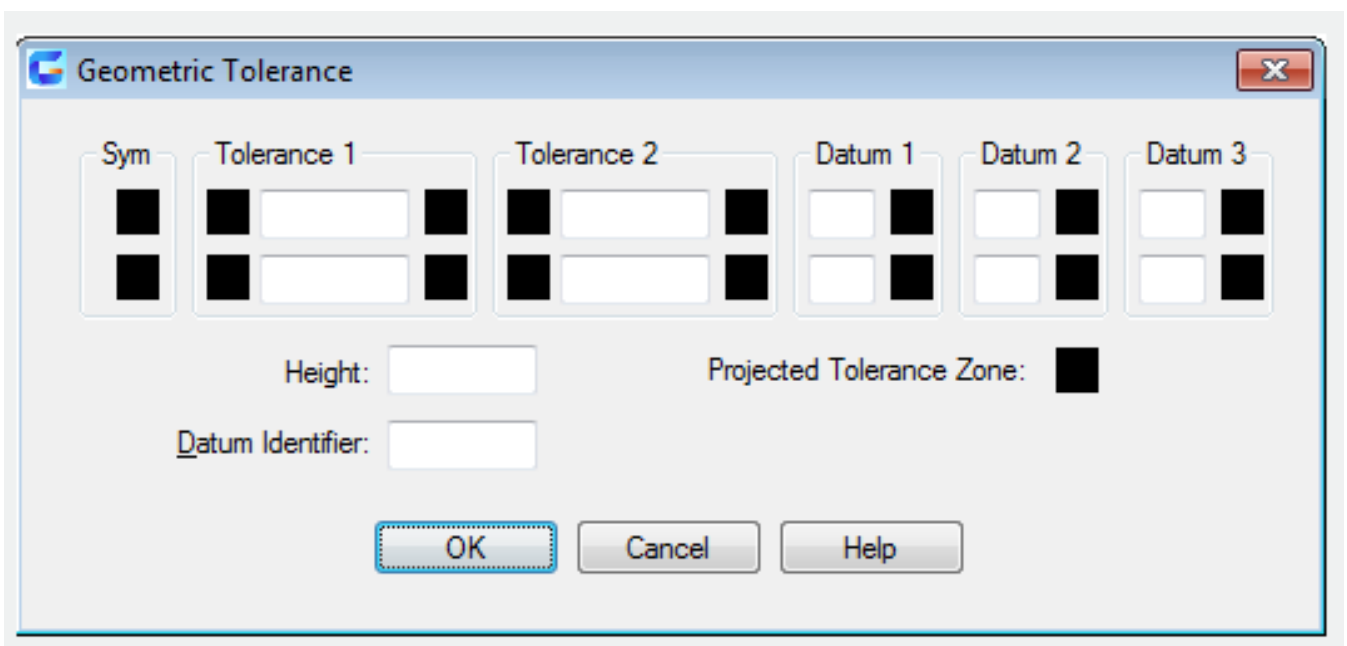 Geometric Tolerance
Sym Tolerance 1 Tolerance 2 Datum 1 Datum 2 Datum 3
Height: Projected Tolerance Zone:
Datum Identifier:
OK Cancel Help